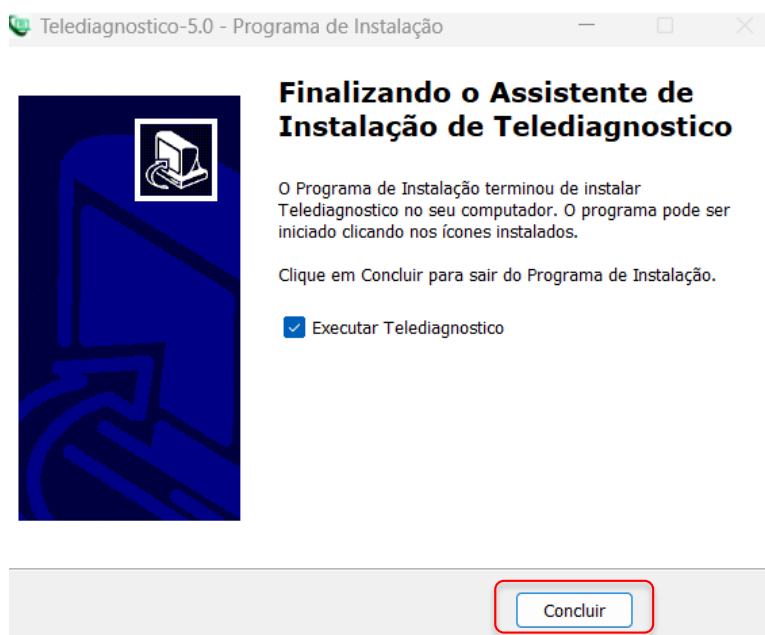 Telediagnostico-5.0 - Programa de Instalação
Finalizando o Assistente de
Instalação de Telediagnostico
O Programa de Instalação terminou de instalar
Telediagnostico no seu computador. O programa pode ser
iniciado clicando nos ícones instalados.
Clique em Concluir para sair do Programa de Instalação.
Executar Telediagnostico
Concluir